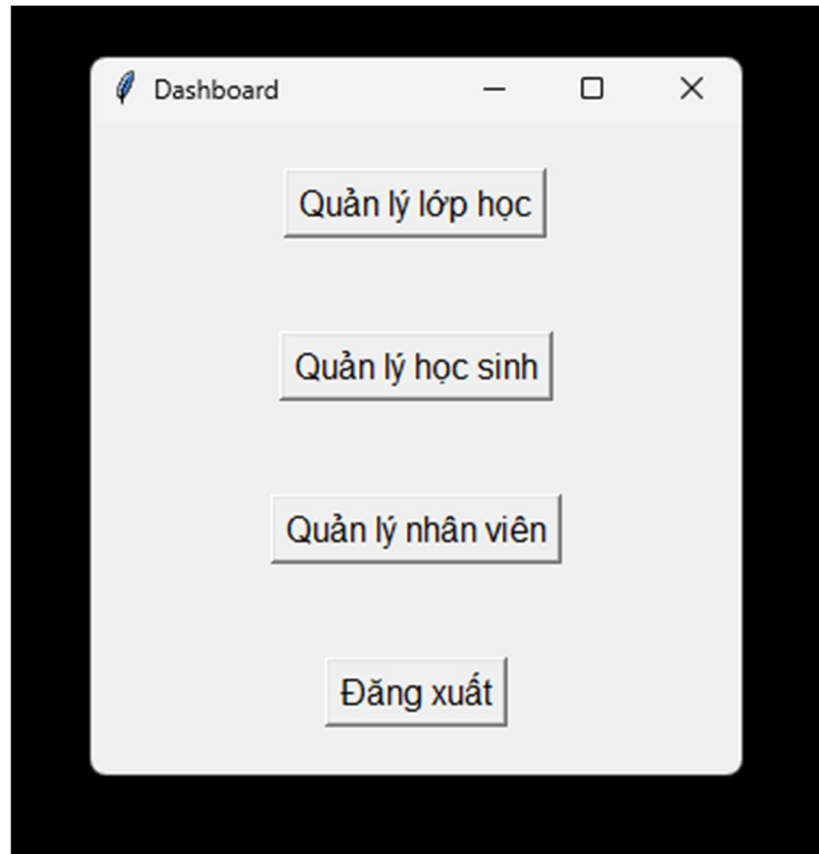 Dashboard
Quản lý lớp học
Quản lý học sinh
Quản lý nhân viên
Đăng xuất